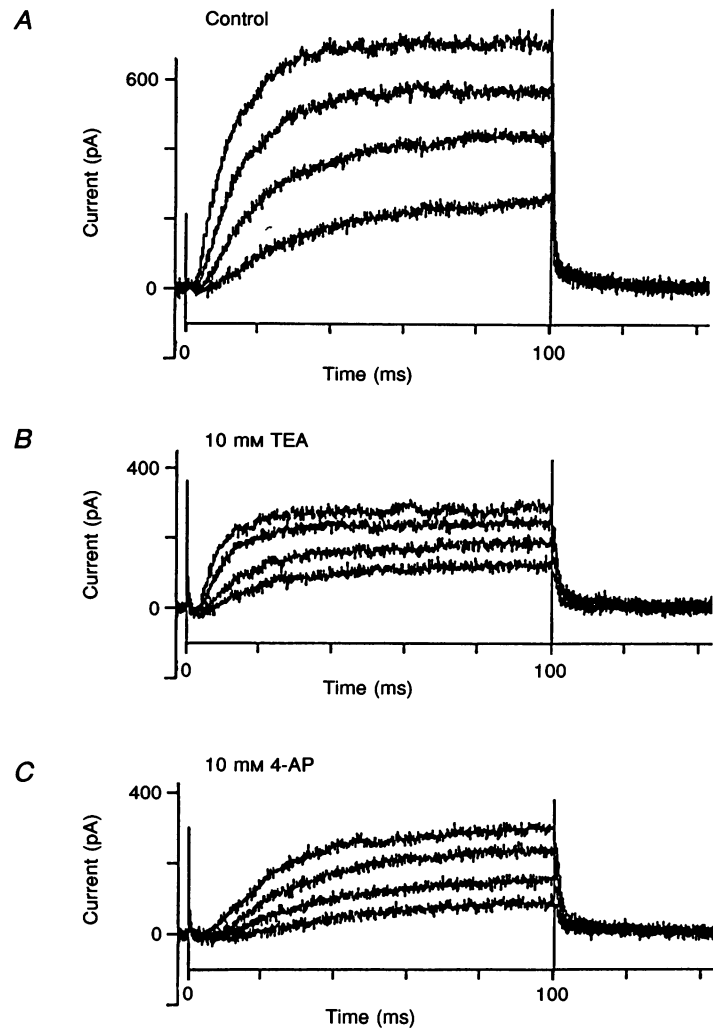 A
Control
600
0
Current (pA)
0
100
Time (ms)
B
10 mM TEA
400
0
Current (pA)
0
100
Time (ms)
C
10 mM 4-AP
400
0
Current (pA)
0
100
Time (ms)